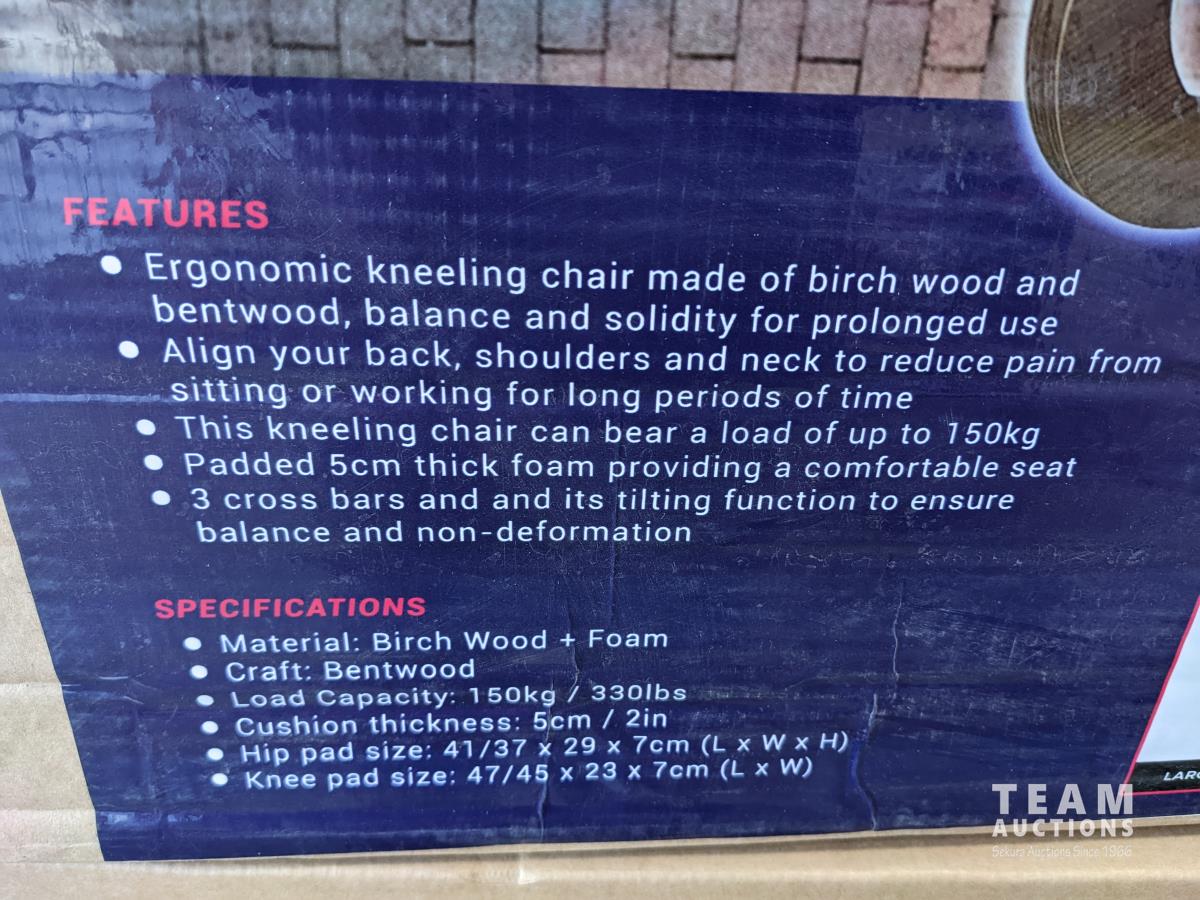 FEATURES
● Ergonomic kneeling chair made of birch wood and
bentwood, balance and solidity for prolonged use
● Align your back, shoulders and neck to reduce pain from
sitting or working for long periods of time
● This kneeling chair can bear a load of up to 150kg
● Padded 5cm thick foam providing a comfortable seat
● 3 cross bars and and its tilting function to ensure
balance and non-deformation
SPECIFICATIONS
● Material: Birch Wood + Foam
● Craft: Bentwood
● Load Capacity: 150kg / 330lbs
● Cushion thickness: 5cm / 2in
● Hip pad size: 41/37 x 29 x 7cm (L x W x H)
● Knee pad size: 47/45 x 23 x 7cm (L x W)
TEAM
AUCTIONS
Sekura Auctions Since 1966